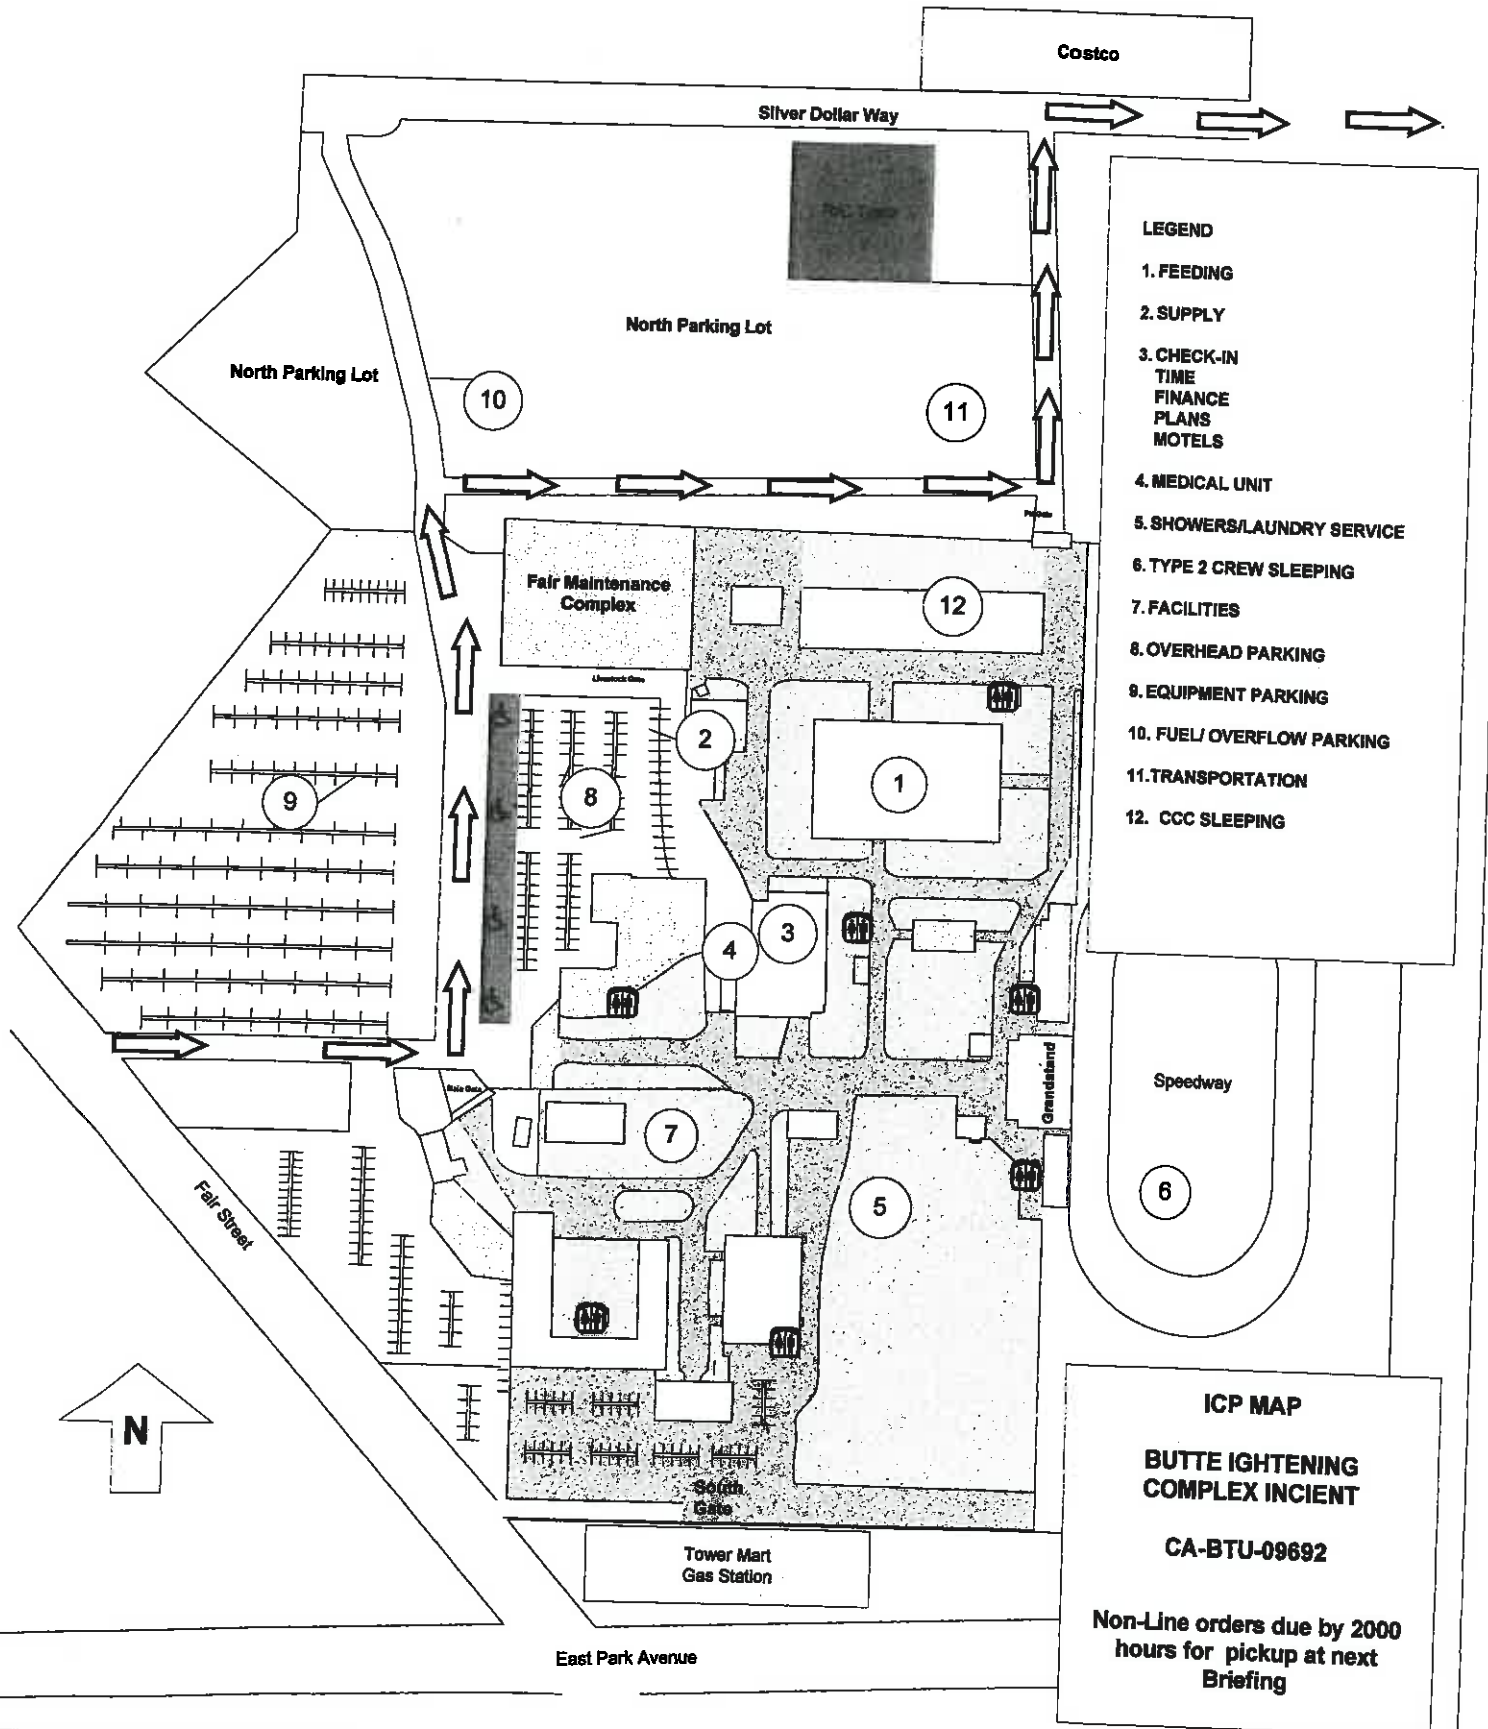 Costco
Silver Dollar Way
North Parking Lot
North Parking Lot
10
11
LEGEND
1. FEEDING
2. SUPPLY
3. CHECK-IN
TIME
FINANCE
PLANS
MOTELS
4. MEDICAL UNIT
5. SHOWERS/LAUNDRY SERVICE
6. TYPE 2 CREW SLEEPING
7. FACILITIES
8. OVERHEAD PARKING
9. EQUIPMENT PARKING
10. FUEL/ OVERFLOW PARKING
11. TRANSPORTATION
12. CCC SLEEPING
Fair Maintenance
Complex
12
Livestock Gate
2
1
8
9
3
4
Main Gate
7
Grandstand
Speedway
5
6
Fair Street
N
South
Gate
Tower Mart
Gas Station
East Park Avenue
ICP MAP
BUTTE IGHTENING
COMPLEX INCIENT
CA-BTU-09692
Non-Line orders due by 2000
hours for pickup at next
Briefing